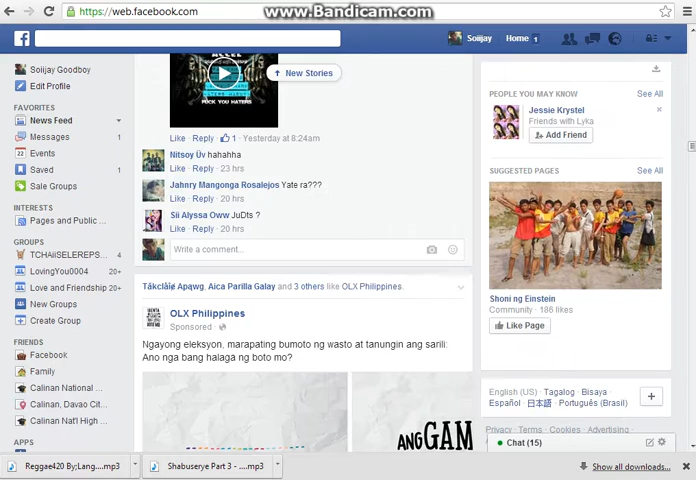 www.Bandicam.com
https://web.facebook.com
Soiijay
Home 1
Soiijay Goodboy
Edit Profile
FAVORITES
News Feed
Messages 1
Events
Saved 1
Sale Groups
INTERESTS
Pages and Public ...
GROUPS
TCHAiiSELEREPS... 4
LovingYou0004 20+
Love and Friendship 20+
New Groups
Create Group
FRIENDS
Facebook
Family
Calinan National ...
Calinan, Davao Cit...
Calinan Nat'l High ...
APPS
FUCK YOU HATERS
New Stories
Like · Reply · 1 · Yesterday at 8:24am
Nitsoy Üv hahahha
Like · Reply · 23 hrs
Jahnry Mangonga Rosalejos Yate ra???
Like · Reply · 20 hrs
Sii Alyssa Oww JuDts ?
Like · Reply · 20 hrs
Write a comment...
Aica Parilla Galay and 3 others like OLX Philippines.
OLX Philippines
Sponsored ·
Ngayong eleksyon, marapating bumoto ng wasto at tanungin ang sarili:
Ano nga bang halaga ng boto mo?
ANG GAM
PEOPLE YOU MAY KNOW See All
Jessie Krystel
Friends with Lyka
Add Friend
SUGGESTED PAGES See All
Shoni ng Einstein
Community · 186 likes
Like Page
English (US) · Tagalog · Bisaya ·
Español · 日本語 · Português (Brasil)
Privacy · Terms · Cookies · Advertising ·
Chat (15)
Reggae420 By;Lang....mp3
Shabuserye Part 3 - ....mp3
Show all downloads...